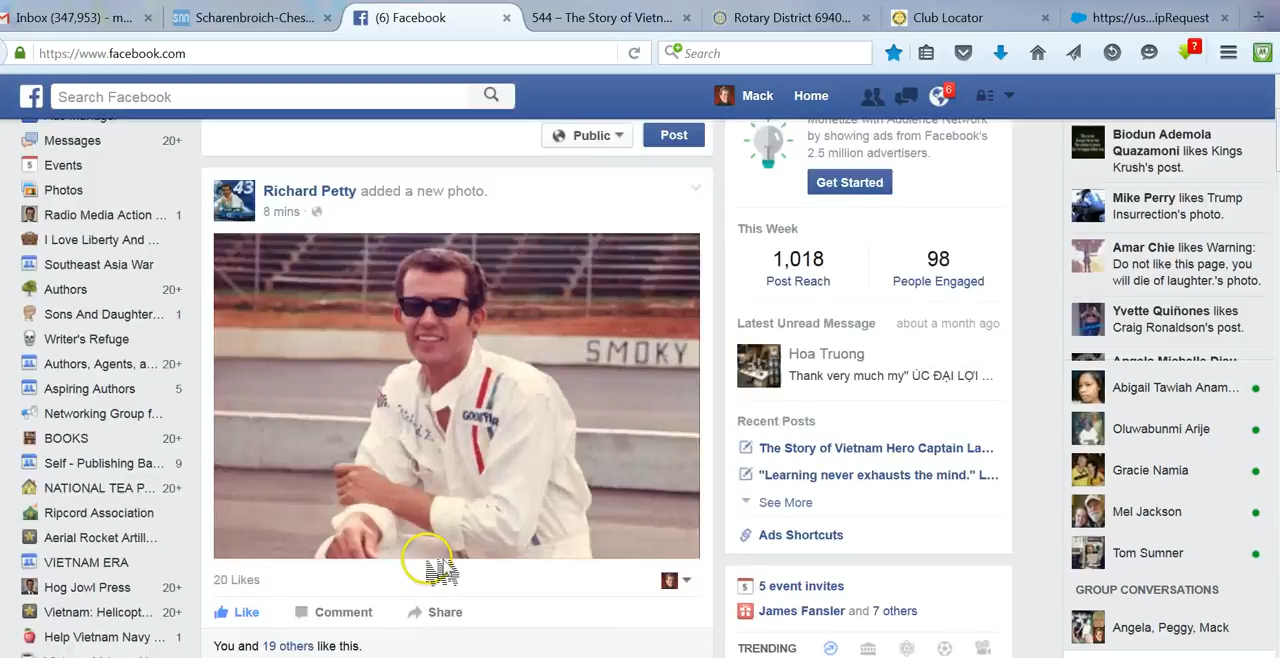 Inbox (347,953) - m...
Scharenbroich-Ches...
(6) Facebook
544 – The Story of Vietn...
Rotary District 6940...
Club Locator
https://us...ipRequest
https://www.facebook.com
Search
?
Search Facebook
Mack
Home
6
Messages 20+
Events
Photos
Radio Media Action ... 1
I Love Liberty And ...
Southeast Asia War
Authors 20+
Sons And Daughter... 1
Writer's Refuge
Authors, Agents, a... 20+
Aspiring Authors 5
Networking Group f...
BOOKS 20+
Self - Publishing Ba... 9
NATIONAL TEA P... 20+
Ripcord Association
Aerial Rocket Artill...
VIETNAM ERA
Hog Jowl Press 20+
Vietnam: Helicopt... 20+
Help Vietnam Navy ... 1
Public
Post
43
Richard Petty added a new photo.
8 mins
SMOKY
GOODYEAR
20 Likes
Like
Comment
Share
You and 19 others like this.
Monetize with Audience Network
by showing ads from Facebook's
2.5 million advertisers.
Get Started
This Week
1,018
Post Reach
98
People Engaged
Latest Unread Message
about a month ago
Hoa Truong
Thank very much my" ÚC ĐẠI LỢI ...
Recent Posts
The Story of Vietnam Hero Captain La...
"Learning never exhausts the mind." L...
See More
Ads Shortcuts
5 event invites
James Fansler and 7 others
TRENDING
Biodun Ademola
Quazamoni likes Kings
Krush's post.
Mike Perry likes Trump
Insurrection's photo.
Amar Chie likes Warning:
Do not like this page, you
will die of laughter.'s photo.
Yvette Quiñones likes
Craig Ronaldson's post.
Abigail Tawiah Anam...
Oluwabunmi Arije
Gracie Namia
Mel Jackson
Tom Sumner
GROUP CONVERSATIONS
Angela, Peggy, Mack